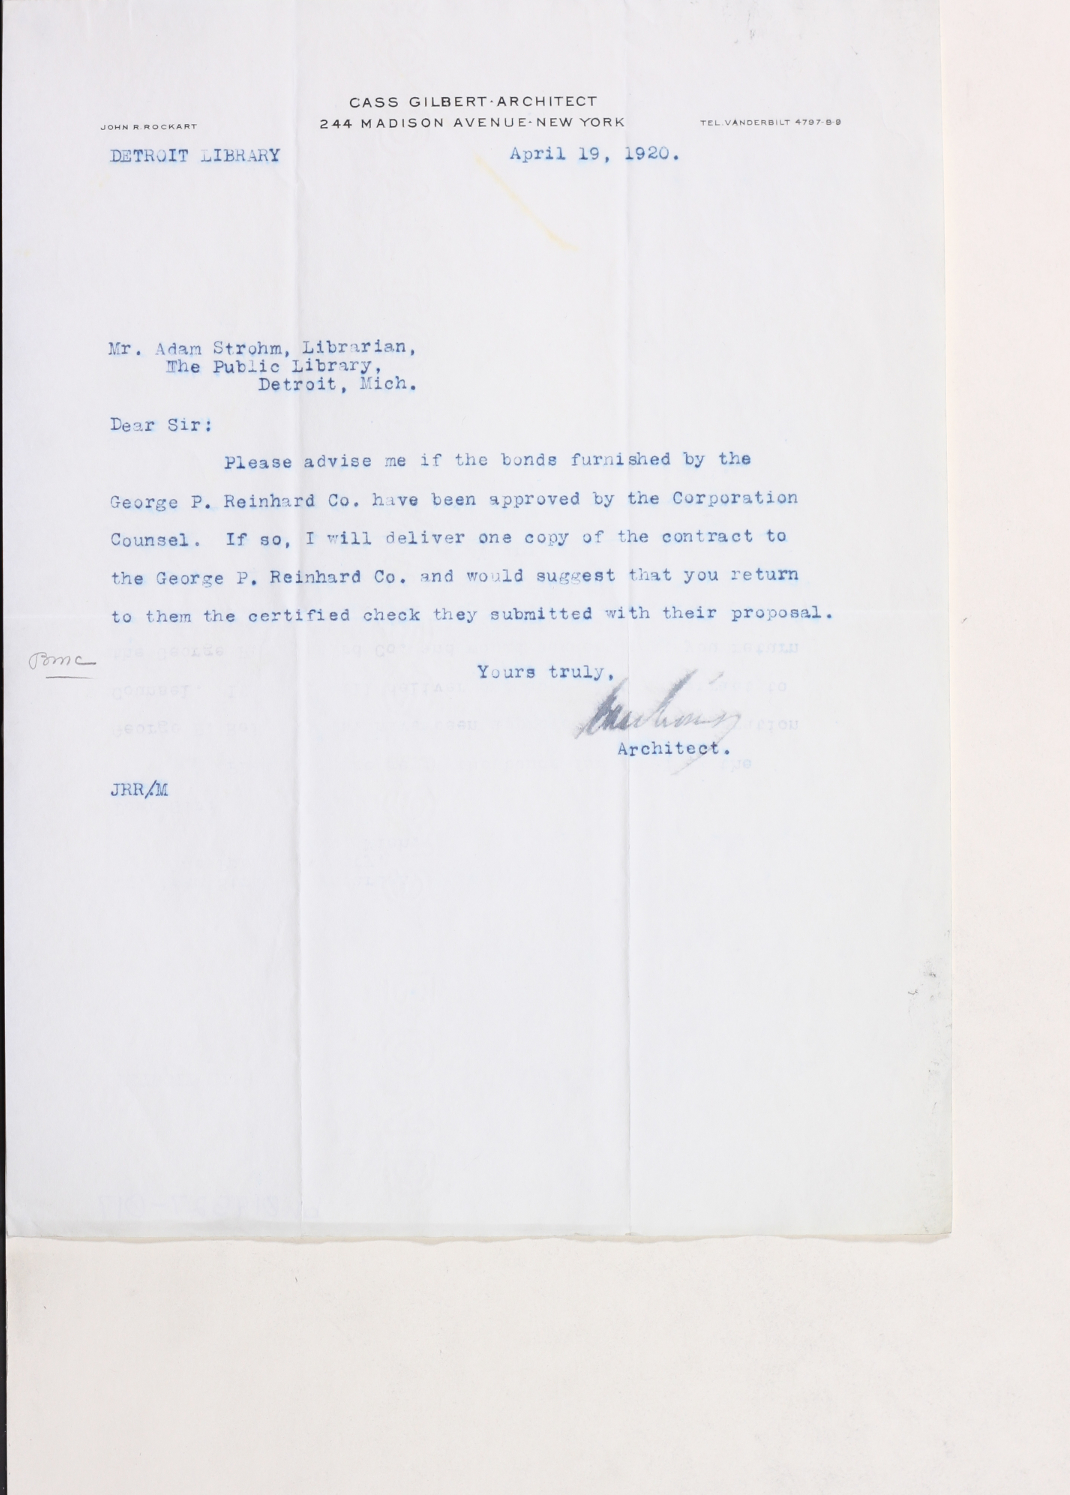 CASS GILBERT·ARCHITECT
JOHN R. ROCKART 244 MADISON AVENUE·NEW YORK TEL. VANDERBILT 4797-8-9
DETROIT LIBRARY April 19, 1920.
Mr. Adam Strohm, Librarian,
The Public Library,
Detroit, Mich.
Dear Sir:
Please advise me if the bonds furnished by the
George P. Reinhard Co. have been approved by the Corporation
Counsel. If so, I will deliver one copy of the contract to
the George P. Reinhard Co. and would suggest that you return
to them the certified check they submitted with their proposal.
BMC
Yours truly,
Architect.
JRR/M